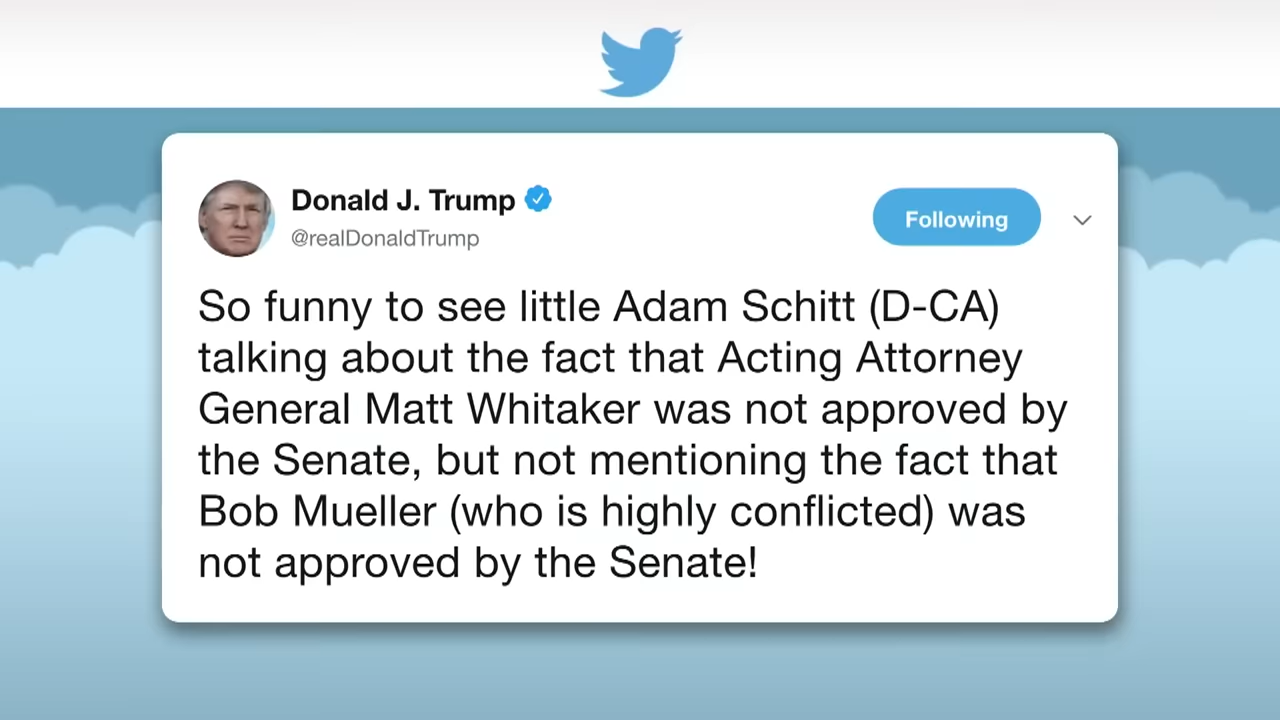 Donald J. Trump
@realDonaldTrump
Following
So funny to see little Adam Schitt (D-CA)
talking about the fact that Acting Attorney
General Matt Whitaker was not approved by
the Senate, but not mentioning the fact that
Bob Mueller (who is highly conflicted) was
not approved by the Senate!